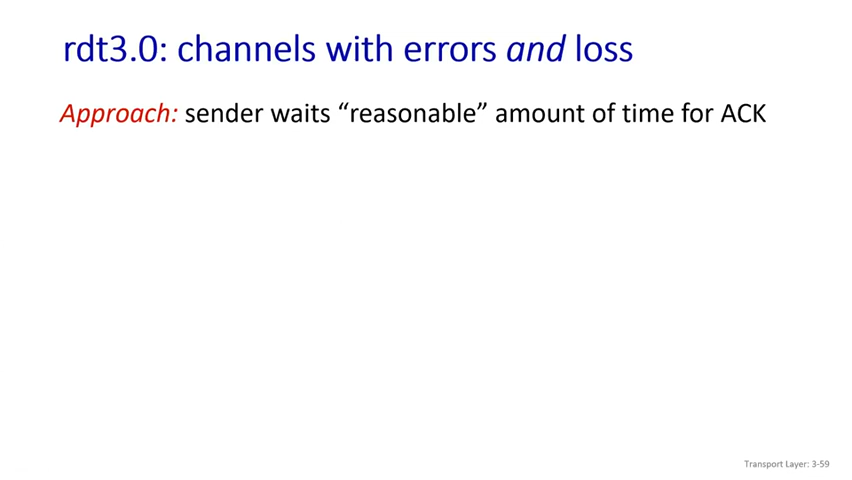 rdt3.0: channels with errors and loss
Approach: sender waits “reasonable” amount of time for ACK
Transport Layer: 3-59